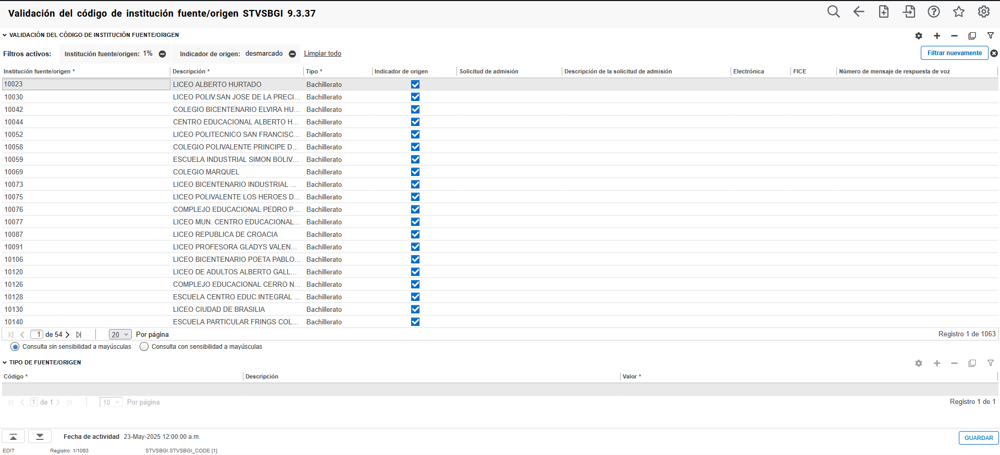 Validación del código de institución fuente/origen STVSBGI 9.3.37
VALIDACIÓN DEL CÓDIGO DE INSTITUCIÓN FUENTE/ORIGEN
Filtros activos: Institución fuente/origen: 1% Indicador de origen: desmarcado Limpiar todo Filtrar nuevamente
Institución fuente/origen * Descripción * Tipo * Indicador de origen Solicitud de admisión Descripción de la solicitud de admisión Electrónica FICE Número de mensaje de respuesta de voz
10023 LICEO ALBERTO HURTADO Bachillerato
10030 LICEO POLIV.SAN JOSE DE LA PRECI... Bachillerato
10042 COLEGIO BICENTENARIO ELVIRA HU... Bachillerato
10044 CENTRO EDUCACIONAL ALBERTO H... Bachillerato
10052 LICEO POLITECNICO SAN FRANCISC... Bachillerato
10058 COLEGIO POLIVALENTE PRINCIPE D... Bachillerato
10059 ESCUELA INDUSTRIAL SIMON BOLIV... Bachillerato
10069 COLEGIO MARQUEL Bachillerato
10073 LICEO BICENTENARIO INDUSTRIAL ... Bachillerato
10075 LICEO POLIVALENTE LOS HEROES D... Bachillerato
10076 COMPLEJO EDUCACIONAL PEDRO P... Bachillerato
10077 LICEO MUN. CENTRO EDUCACIONAL... Bachillerato
10087 LICEO REPUBLICA DE CROACIA Bachillerato
10091 LICEO PROFESORA GLADYS VALEN... Bachillerato
10106 LICEO BICENTENARIO POETA PABLO... Bachillerato
10120 LICEO DE ADULTOS ALBERTO GALL... Bachillerato
10126 COMPLEJO EDUCACIONAL CERRO N... Bachillerato
10128 ESCUELA CENTRO EDUC.INTEGRAL ... Bachillerato
10130 LICEO CIUDAD DE BRASILIA Bachillerato
10140 ESCUELA PARTICULAR FRINGS COL... Bachillerato
1 de 54 20 Por página Registro 1 de 1063
Consulta sin sensibilidad a mayúsculas Consulta con sensibilidad a mayúsculas
TIPO DE FUENTE/ORIGEN
Código * Descripción Valor *
1 de 1 10 Por página Registro 1 de 1
Fecha de actividad 23-May-2025 12:00:00 a.m. GUARDAR
EDIT Registro: 1/1063 STVSBGI.STVSBGI_CODE [1]